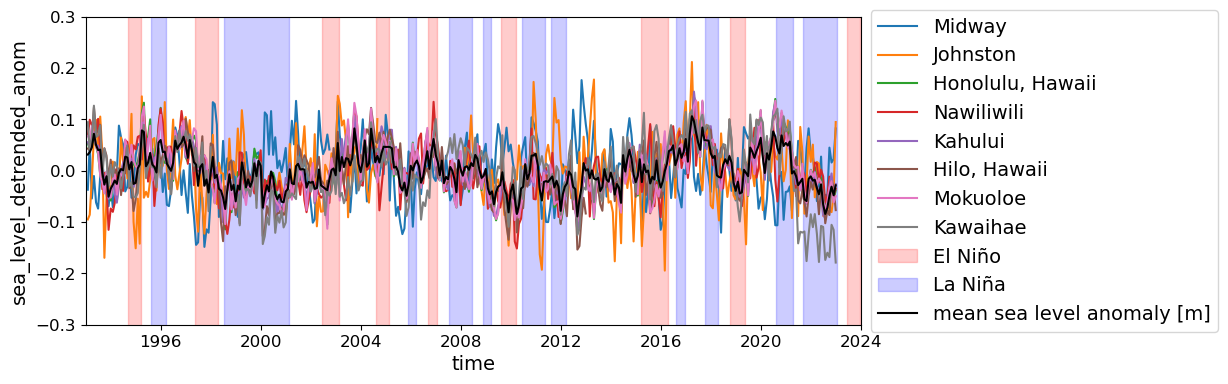 sea_level_detrended_anom
0.3
0.2
0.1
0.0
−0.1
−0.2
−0.3
1996
2000
2004
2008
2012
2016
2020
2024
time
Midway
Johnston
Honolulu, Hawaii
Nawiliwili
Kahului
Hilo, Hawaii
Mokuoloe
Kawaihae
El Niño
La Niña
mean sea level anomaly [m]